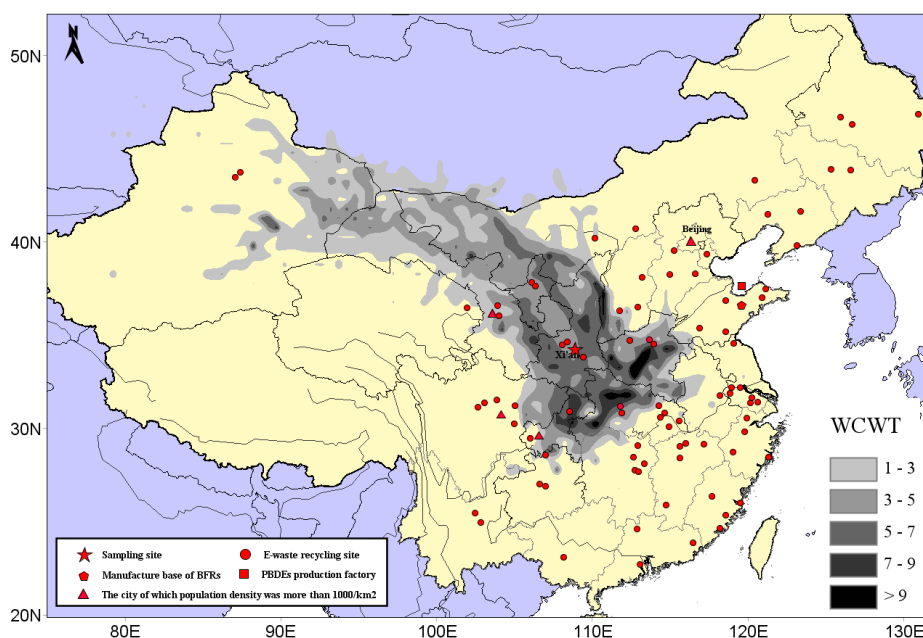 N
50N
40N
30N
20N
80E
90E
100E
110E
120E
130E
Beijing
Xi'an
WCWT
1 - 3
3 - 5
5 - 7
7 - 9
> 9
Sampling site
E-waste recycling site
Manufacture base of BFRs
PBDEs production factory
The city of which population density was more than 1000/km2